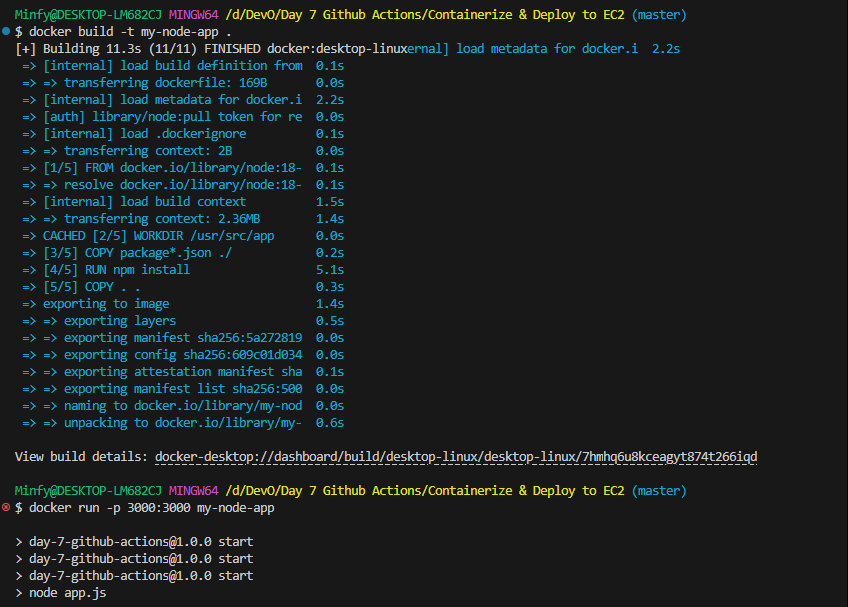 Minfy@DESKTOP-LM682CJ MINGW64 /d/DevO/Day 7 Github Actions/Containerize & Deploy to EC2 (master)
$ docker build -t my-node-app .
[+] Building 11.3s (11/11) FINISHED docker:desktop-linuxernal] load metadata for docker.i  2.2s
 => [internal] load build definition from  0.1s
 => => transferring dockerfile: 169B       0.0s
 => [internal] load metadata for docker.i  2.2s
 => [auth] library/node:pull token for re  0.0s
 => [internal] load .dockerignore          0.1s
 => => transferring context: 2B            0.0s
 => [1/5] FROM docker.io/library/node:18-  0.1s
 => => resolve docker.io/library/node:18-  0.1s
 => [internal] load build context          1.5s
 => => transferring context: 2.36MB        1.4s
 => CACHED [2/5] WORKDIR /usr/src/app      0.0s
 => [3/5] COPY package*.json ./            0.2s
 => [4/5] RUN npm install                  5.1s
 => [5/5] COPY . .                         0.3s
 => exporting to image                     1.4s
 => => exporting layers                    0.5s
 => => exporting manifest sha256:5a272819  0.0s
 => => exporting config sha256:609c01d034  0.0s
 => => exporting attestation manifest sha  0.1s
 => => exporting manifest list sha256:500  0.0s
 => => naming to docker.io/library/my-nod  0.0s
 => => unpacking to docker.io/library/my-  0.6s
View build details: docker-desktop://dashboard/build/desktop-linux/desktop-linux/7hmhq6u8kceagyt874t266iqd
Minfy@DESKTOP-LM682CJ MINGW64 /d/DevO/Day 7 Github Actions/Containerize & Deploy to EC2 (master)
$ docker run -p 3000:3000 my-node-app
> day-7-github-actions@1.0.0 start
> day-7-github-actions@1.0.0 start
> day-7-github-actions@1.0.0 start
> node app.js